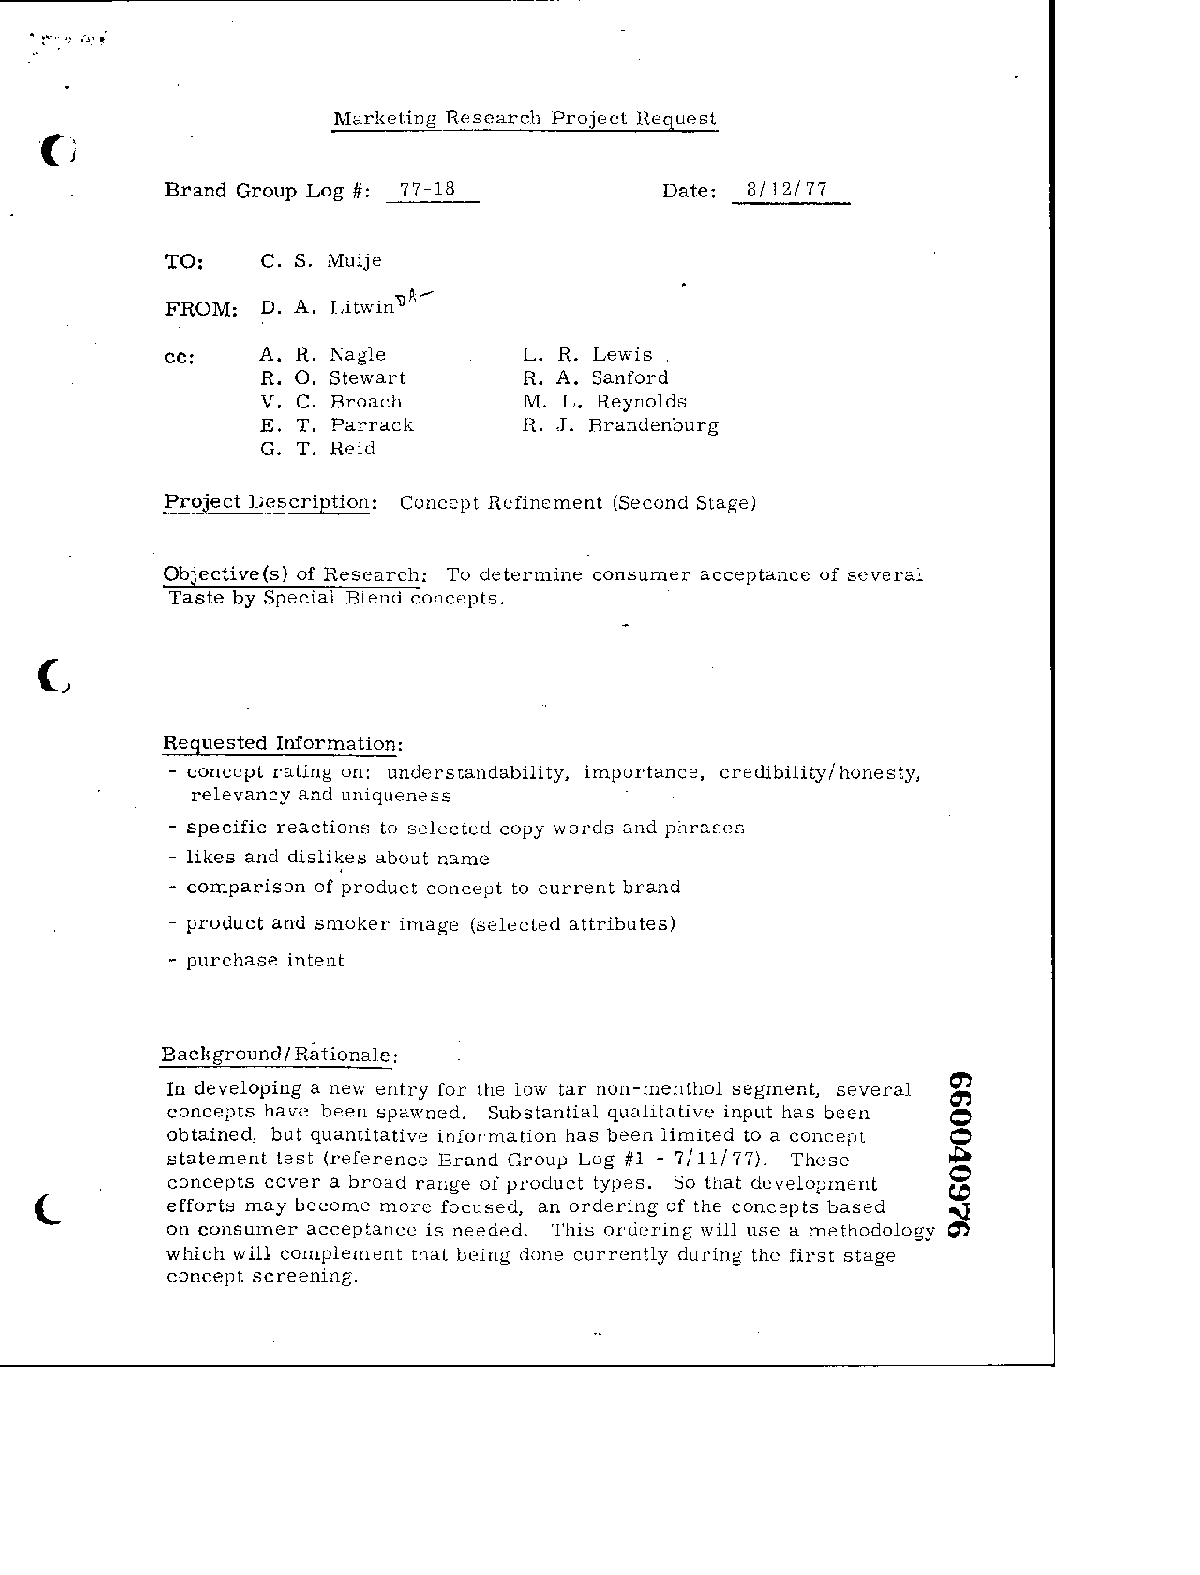 Marketing Research Project Request
Brand Group Log #: 77-18 Date: 8/12/77
TO: C. S. Muije
FROM: D. A. Litwin
cc: A. R. Nagle L. R. Lewis
R. O. Stewart R. A. Sanford
V. C. Broach M. L. Reynolds
E. T. Parrack R. J. Brandenburg
G. T. Reid
Project Description: Concept Refinement (Second Stage)
Objective(s) of Research: To determine consumer acceptance of several
Taste by Special Blend concepts.
Requested Information:
- concept rating on: understandability, importance, credibility/honesty,
relevancy and uniqueness
- specific reactions to selected copy words and phrases
- likes and dislikes about name
- comparison of product concept to current brand
- product and smoker image (selected attributes)
- purchase intent
Background/Rationale:
In developing a new entry for the low tar non-menthol segment, several
concepts have been spawned. Substantial qualitative input has been
obtained, but quantitative information has been limited to a concept
statement test (reference Brand Group Log #1 - 7/11/77). These
concepts cover a broad range of product types. So that development
efforts may become more focused, an ordering of the concepts based
on consumer acceptance is needed. This ordering will use a methodology
which will complement that being done currently during the first stage
concept screening.
660040976